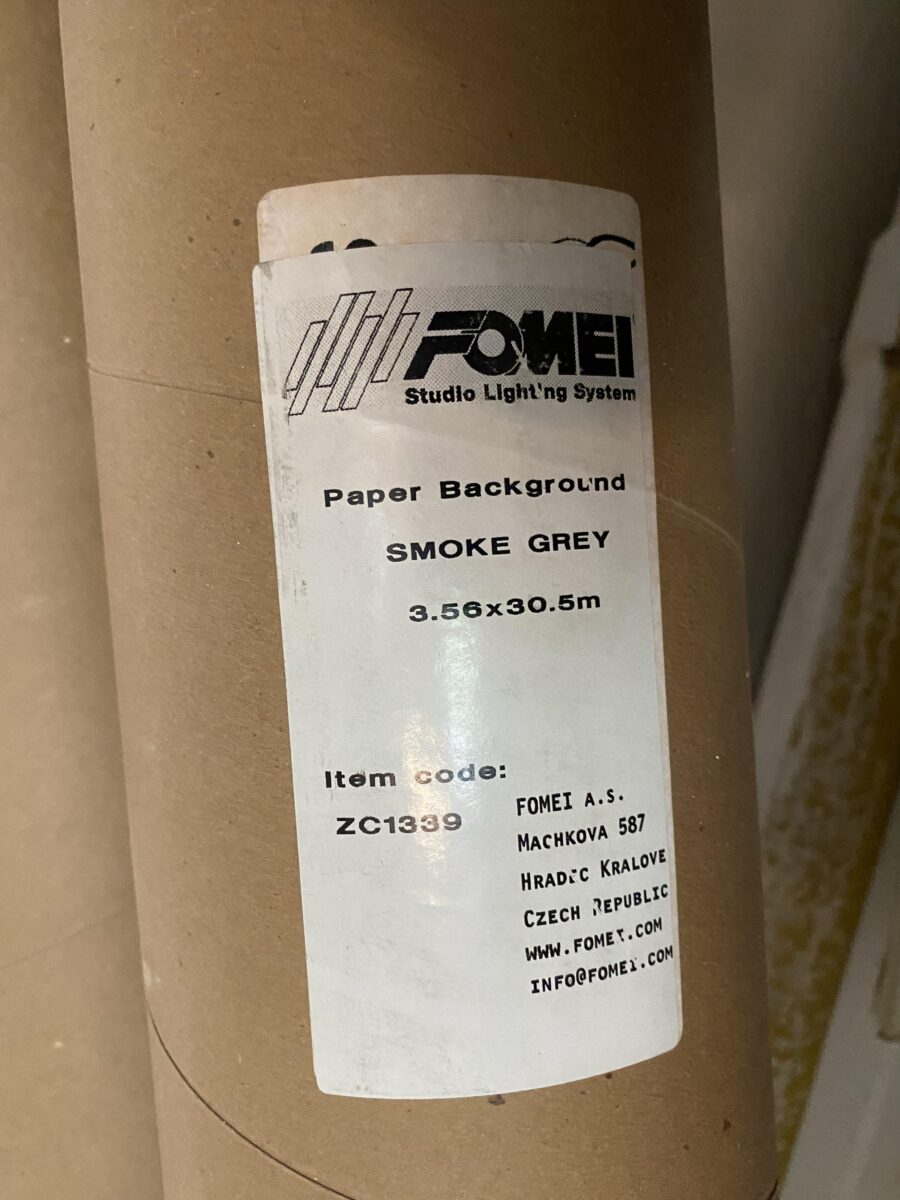 FOMEI
Studio Lighting System
Paper Background
SMOKE GREY
3.56x30.5m
Item code:
ZC1339
FOMEI A.S.
MACHKOVA 587
HRADEC KRALOVE
CZECH REPUBLIC
WWW.FOMEI.COM
INFO@FOMEI.COM